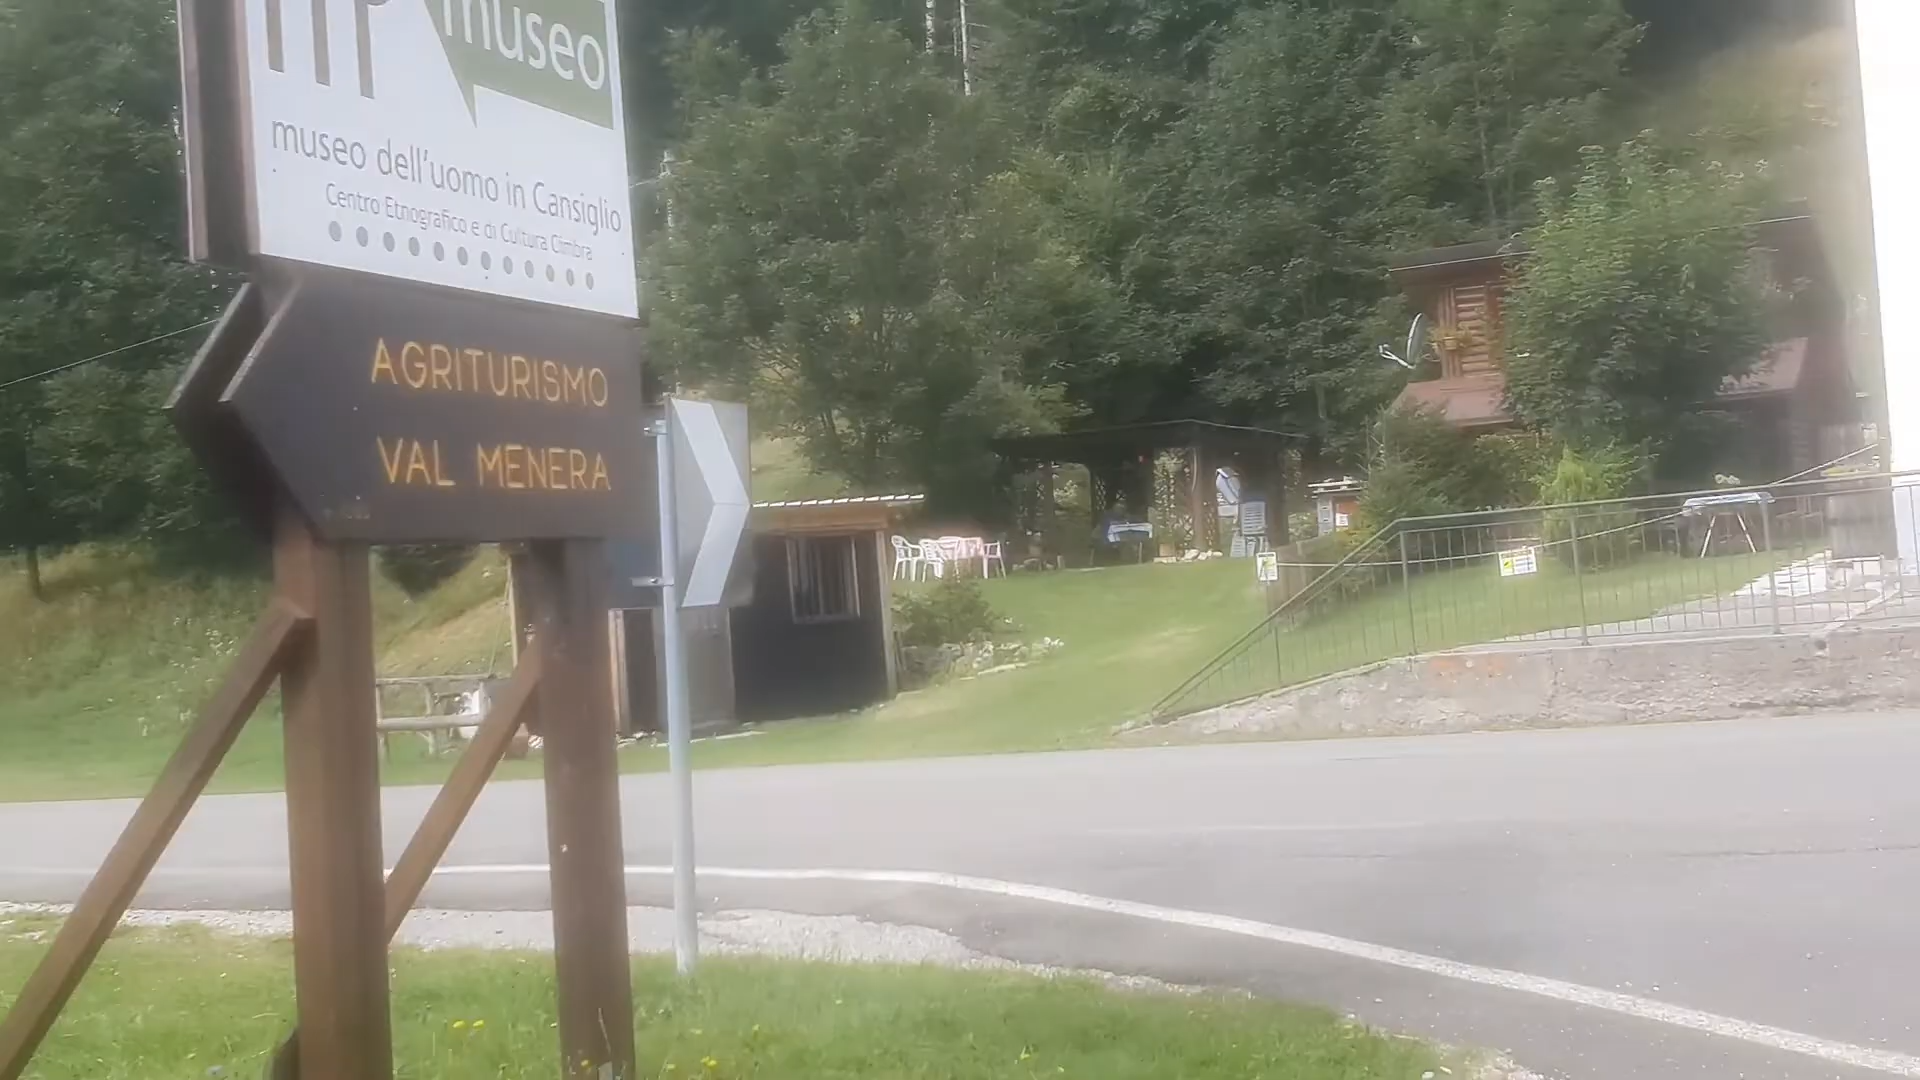 museo
museo dell'uomo in Cansiglio
Centro Etnografico e di Cultura Cimbra
AGRITURISMO
VAL MENERA